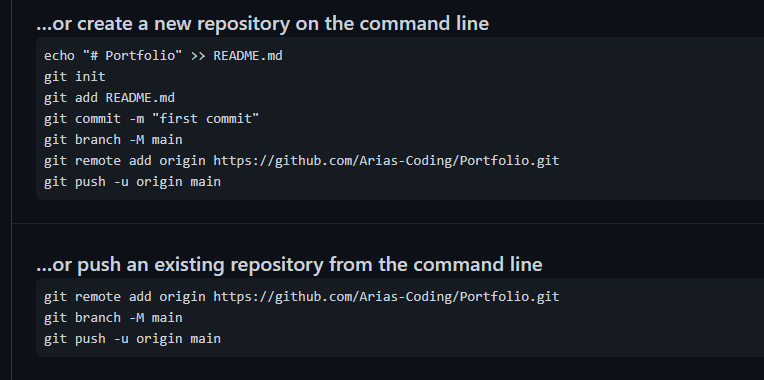 ...or create a new repository on the command line
echo "# Portfolio" >> README.md
git init
git add README.md
git commit -m "first commit"
git branch -M main
git remote add origin https://github.com/Arias-Coding/Portfolio.git
git push -u origin main
...or push an existing repository from the command line
git remote add origin https://github.com/Arias-Coding/Portfolio.git
git branch -M main
git push -u origin main